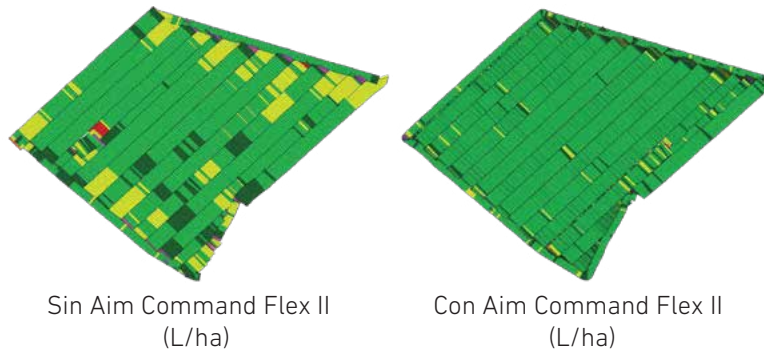 Sin Aim Command Flex II
(L/ha)
Con Aim Command Flex II
(L/ha)